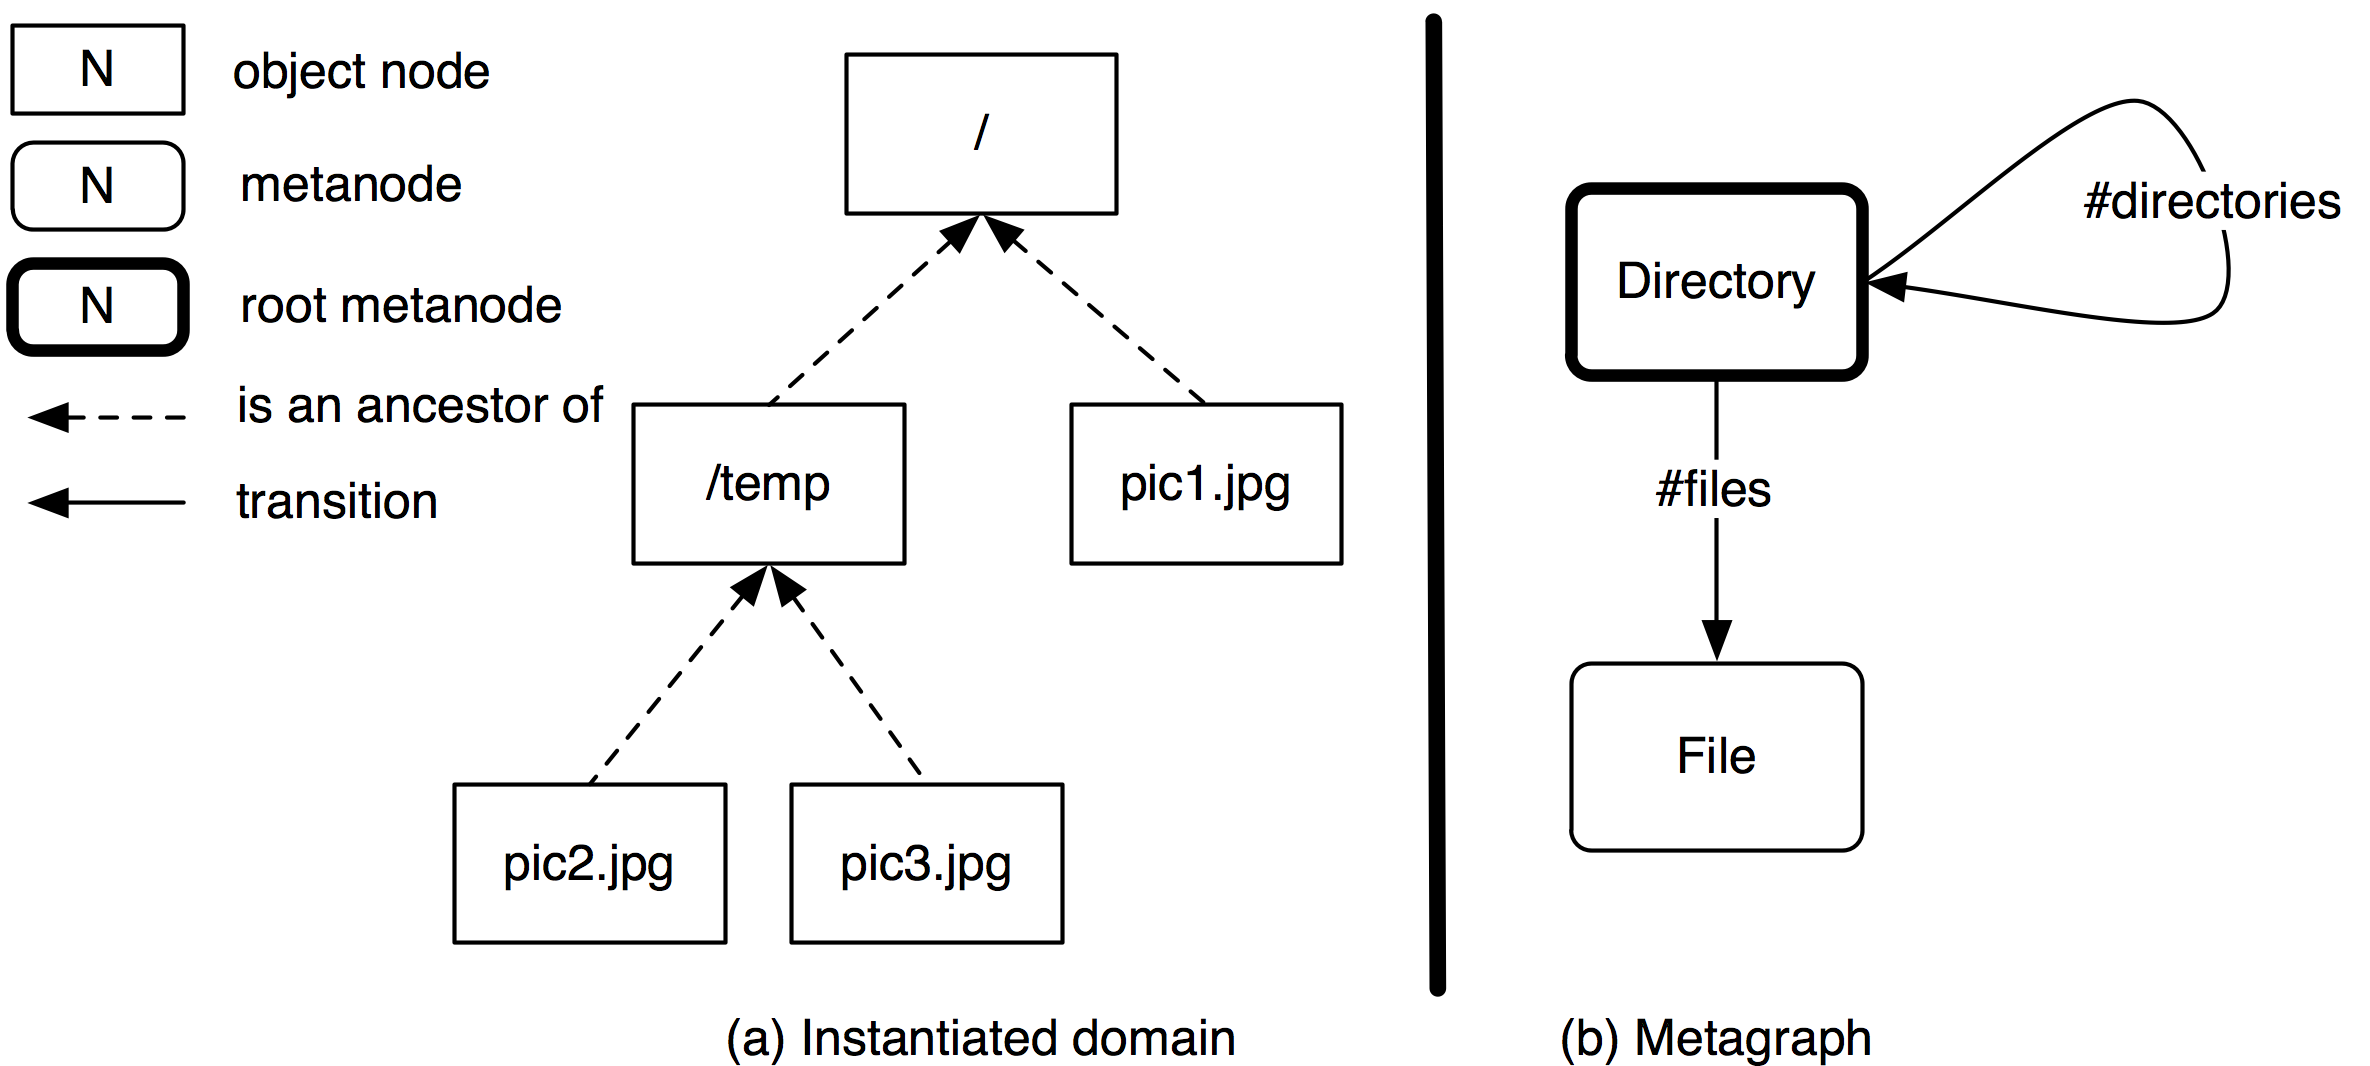 N object node
N metanode
N root metanode
is an ancestor of
transition
/
/temp
pic1.jpg
pic2.jpg
pic3.jpg
(a) Instantiated domain
Directory
#directories
#files
File
(b) Metagraph